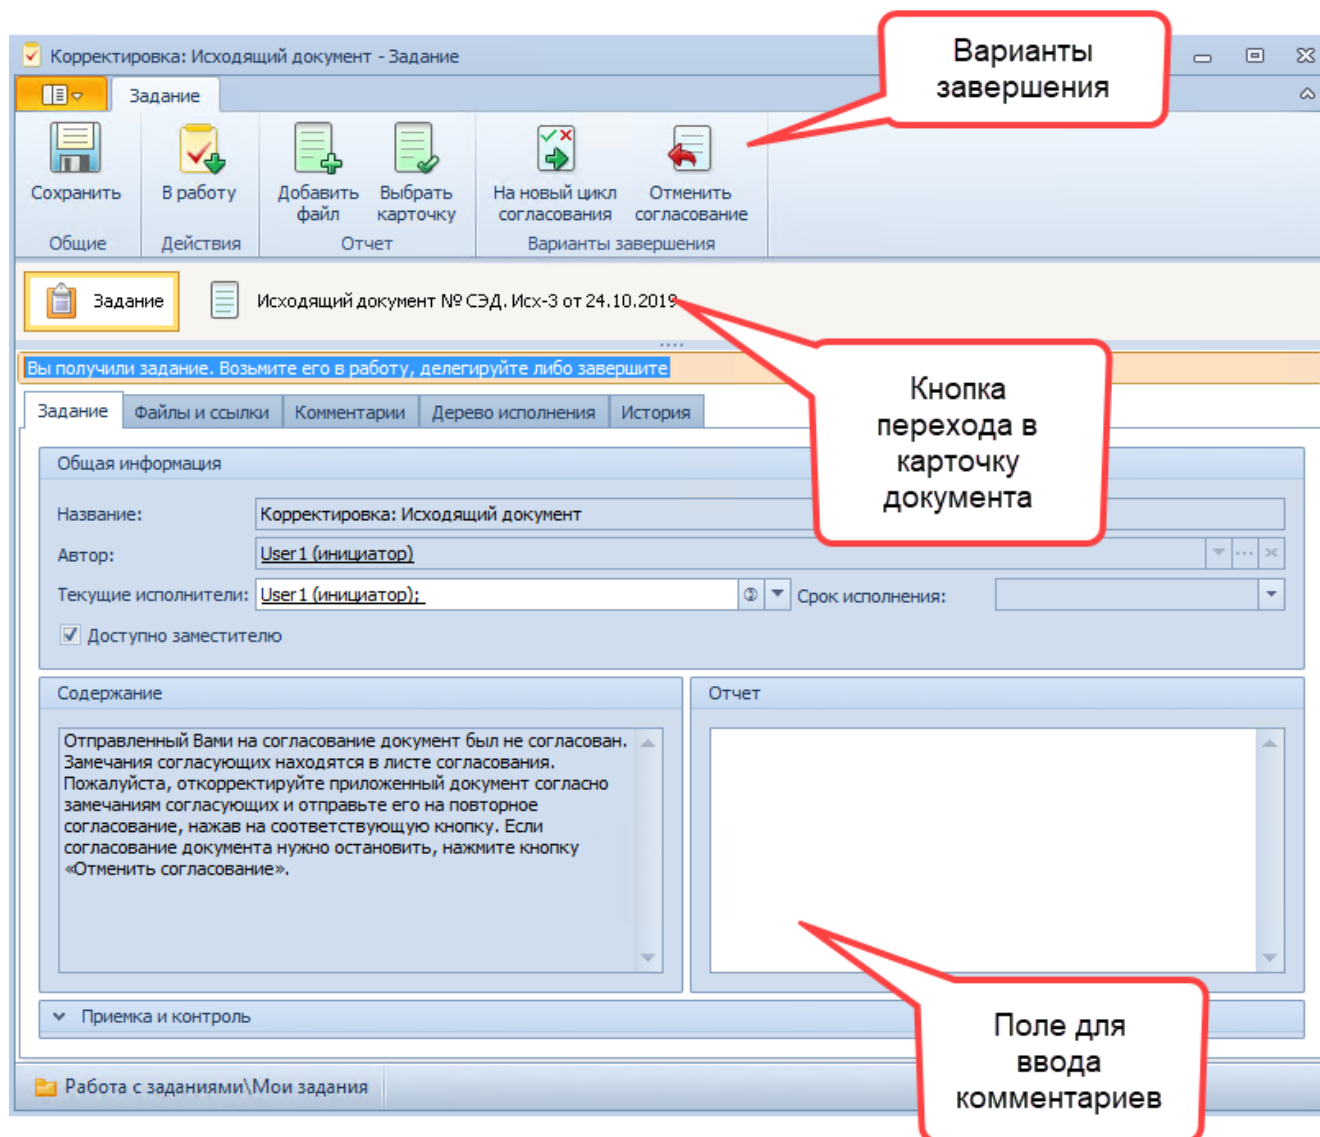 Варианты
завершения
Корректировка: Исходящий документ - Задание
Задание
Сохранить
В работу
Добавить
файл
Выбрать
карточку
На новый цикл
согласования
Отменить
согласование
Общие
Действия
Отчет
Варианты завершения
Задание
Исходящий документ № СЭД. Исх-3 от 24.10.2019
Вы получили задание. Возьмите его в работу, делегируйте либо завершите
Кнопка
перехода в
карточку
документа
Задание
Файлы и ссылки
Комментарии
Дерево исполнения
История
Общая информация
Название:
Корректировка: Исходящий документ
Автор:
User1 (инициатор)
Текущие исполнители:
User1 (инициатор);
Срок исполнения:
Доступно заместителю
Содержание
Отправленный Вами на согласование документ был не согласован.
Замечания согласующих находятся в листе согласования.
Пожалуйста, откорректируйте приложенный документ согласно
замечаниям согласующих и отправьте его на повторное
согласование, нажав на соответствующую кнопку. Если
согласование документа нужно остановить, нажмите кнопку
«Отменить согласование».
Отчет
Приемка и контроль
Поле для
ввода
комментариев
Работа с заданиями\Мои задания